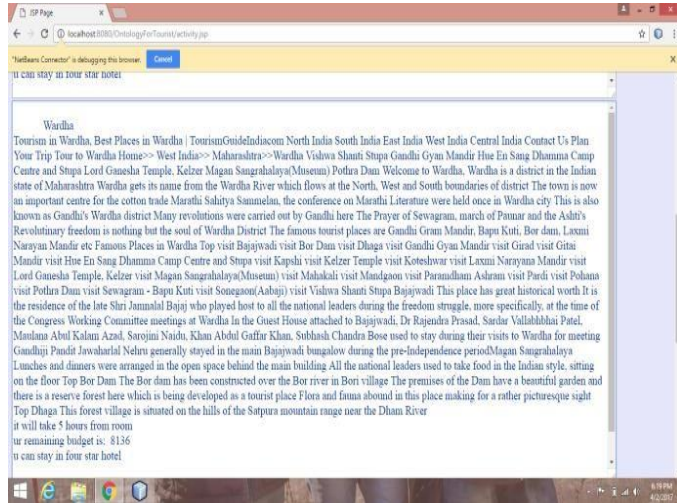 JSP Page
localhost:8080/OntologyForTourist/activity.jsp
"NetBeans Connector" is debugging this browser. Cancel
u can stay in four star hotel
Wardha
Tourism in Wardha, Best Places in Wardha | TourismGuideIndiacom North India South India East India West India Central India Contact Us Plan
Your Trip Tour to Wardha Home>> West India>> Maharashtra>>Wardha Vishwa Shanti Stupa Gandhi Gyan Mandir Hue En Sang Dhamma Camp
Centre and Stupa Lord Ganesha Temple, Kelzer Magan Sangrahalaya(Museum) Pothra Dam Welcome to Wardha, Wardha is a district in the Indian
state of Maharashtra Wardha gets its name from the Wardha River which flows at the North, West and South boundaries of district The town is now
an important centre for the cotton trade Marathi Sahitya Sammelan, the conference on Marathi Literature were held once in Wardha city This is also
known as Gandhi's Wardha district Many revolutions were carried out by Gandhi here The Prayer of Sewagram, march of Paunar and the Ashti's
Revolutinary freedom is nothing but the soul of Wardha District The famous tourist places are Gandhi Gram Mandir, Bapu Kuti, Bor dam, Laxmi
Narayan Mandir etc Famous Places in Wardha Top visit Bajajwadi visit Bor Dam visit Dhaga visit Gandhi Gyan Mandir visit Girad visit Gitai
Mandir visit Hue En Sang Dhamma Camp Centre and Stupa visit Kapshi visit Kelzer Temple visit Koteshwar visit Laxmi Narayana Mandir visit
Lord Ganesha Temple, Kelzer visit Magan Sangrahalaya(Museum) visit Mahakali visit Mandgaon visit Paramdham Ashram visit Pardi visit Pohana
visit Pothra Dam visit Sewagram - Bapu Kuti visit Sonegaon(Aabaji) visit Vishwa Shanti Stupa Bajajwadi This place has great historical worth It is
the residence of the late Shri Jamnalal Bajaj who played host to all the national leaders during the freedom struggle, more specifically, at the time of
the Congress Working Committee meetings at Wardha In the Guest House attached to Bajajwadi, Dr Rajendra Prasad, Sardar Vallabhbhai Patel,
Maulana Abul Kalam Azad, Sarojini Naidu, Khan Abdul Gaffar Khan, Subhash Chandra Bose used to stay during their visits to Wardha for meeting
Gandhiji Pandit Jawaharlal Nehru generally stayed in the main Bajajwadi bungalow during the pre-Independence periodMagan Sangrahalaya
Lunches and dinners were arranged in the open space behind the main building All the national leaders used to take food in the Indian style, sitting
on the floor Top Bor Dam The Bor dam has been constructed over the Bor river in Bori village The premises of the Dam have a beautiful garden and
there is a reserve forest here which is being developed as a tourist place Flora and fauna abound in this place making for a rather picturesque sight
Top Dhaga This forest village is situated on the hills of the Satpura mountain range near the Dham River
it will take 5 hours from room
ur remaining budget is: 8136
u can stay in four star hotel
6:19 PM
4/2/2017